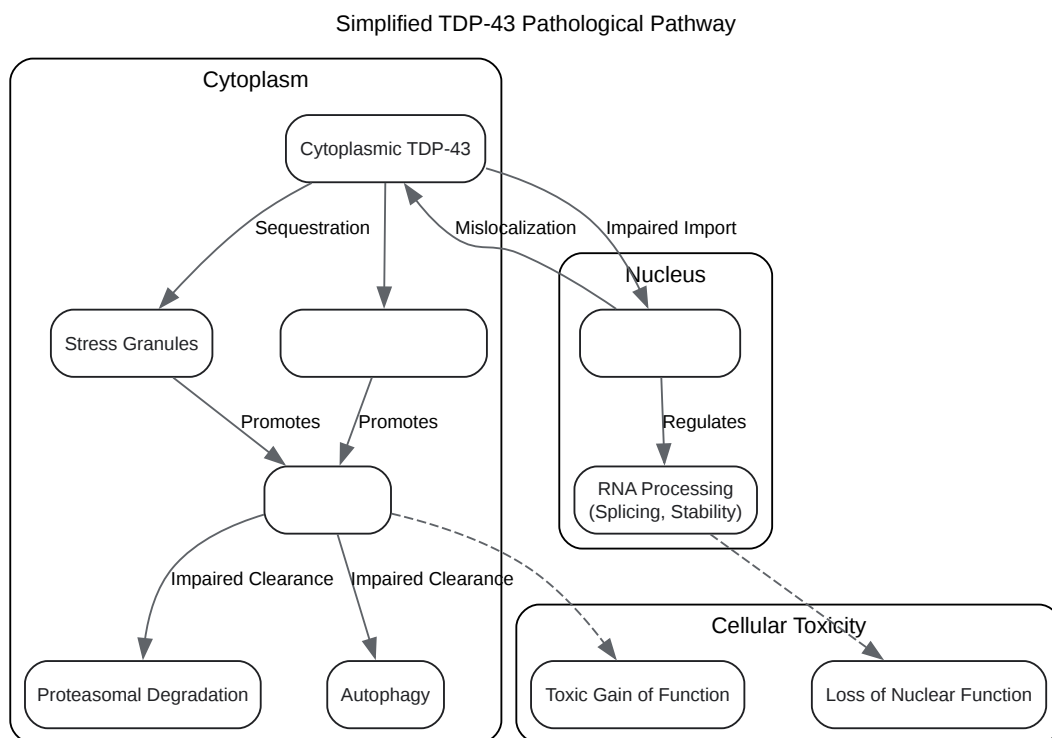 Simplified TDP-43 Pathological Pathway
Cytoplasm
Cytoplasmic TDP-43
Sequestration
Mislocalization
Impaired Import
Nucleus
Stress Granules
Promotes
Promotes
Regulates
RNA Processing
(Splicing, Stability)
Impaired Clearance
Impaired Clearance
Cellular Toxicity
Proteasomal Degradation
Autophagy
Toxic Gain of Function
Loss of Nuclear Function